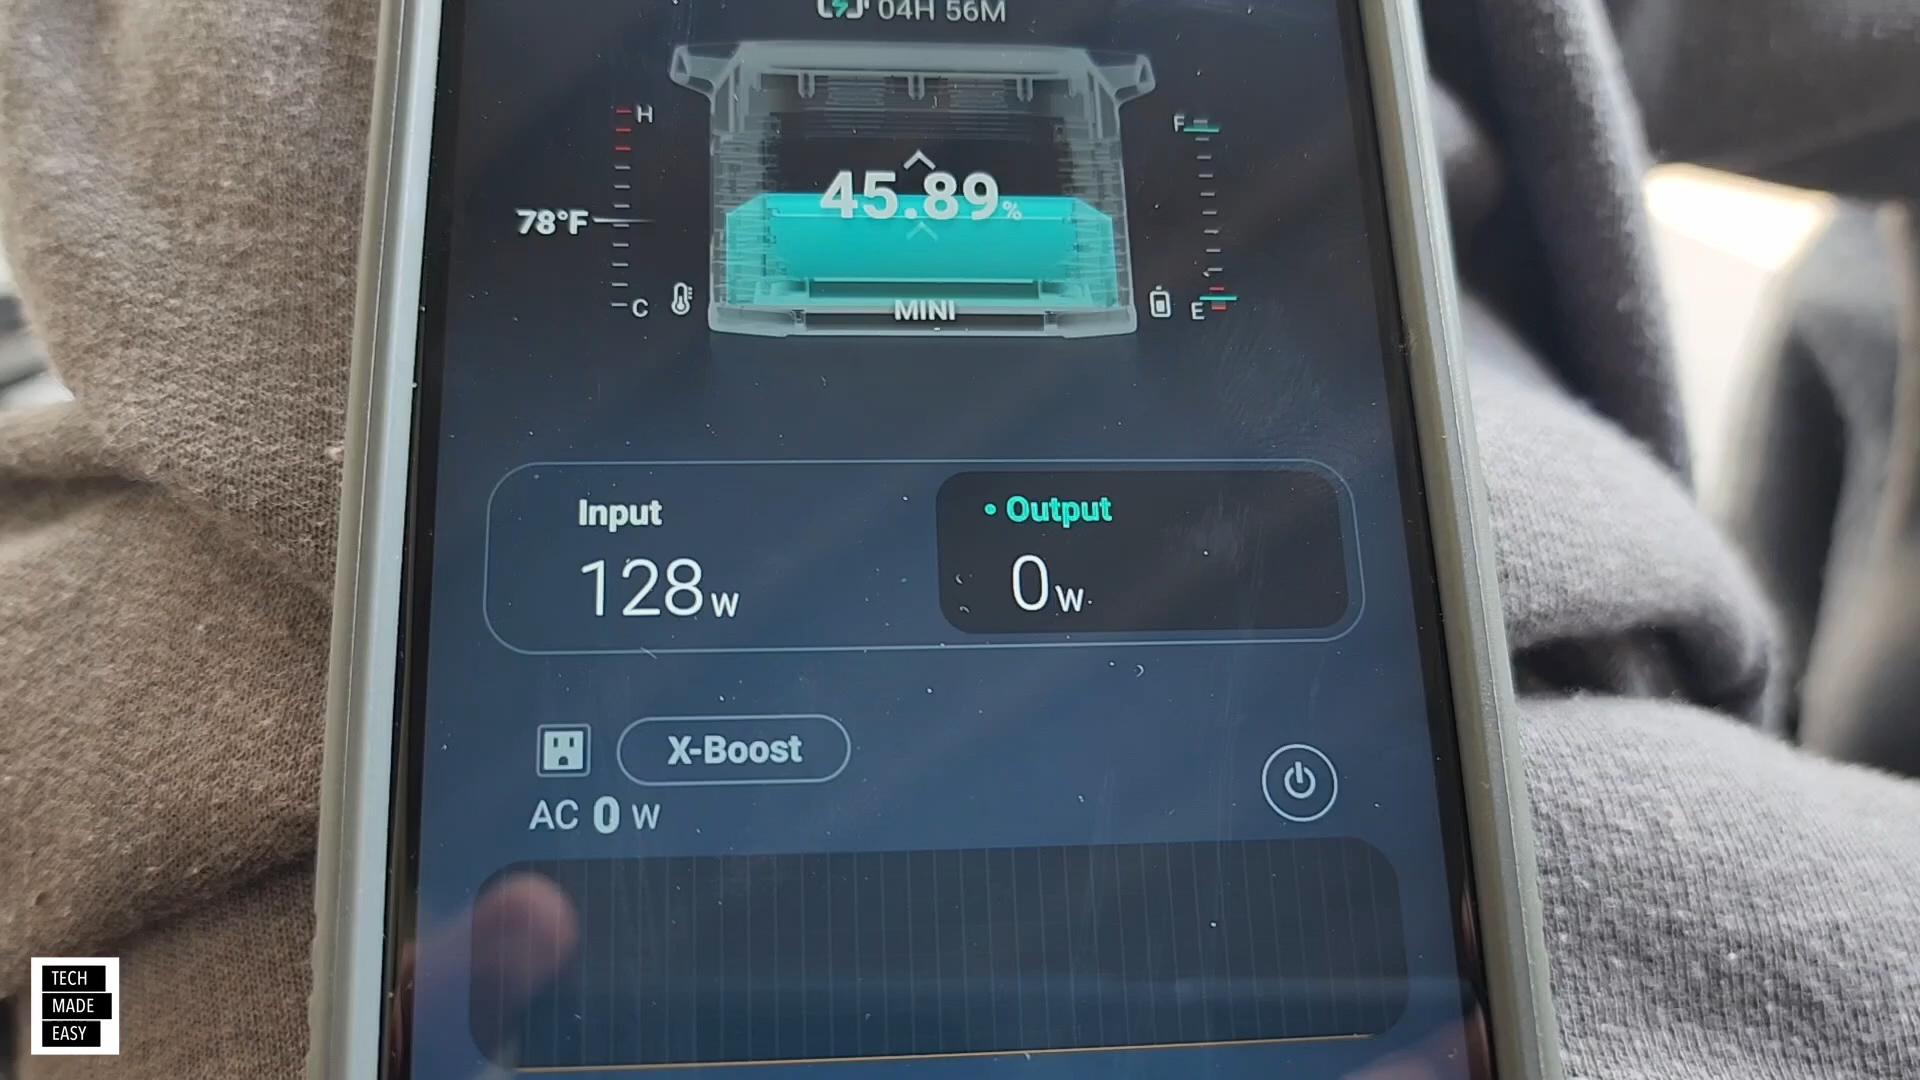 04H 56M
H
F
45.89%
78°F
C
MINI
E
Input
Output
128w
0w
X-Boost
AC 0 W
TECH
MADE
EASY